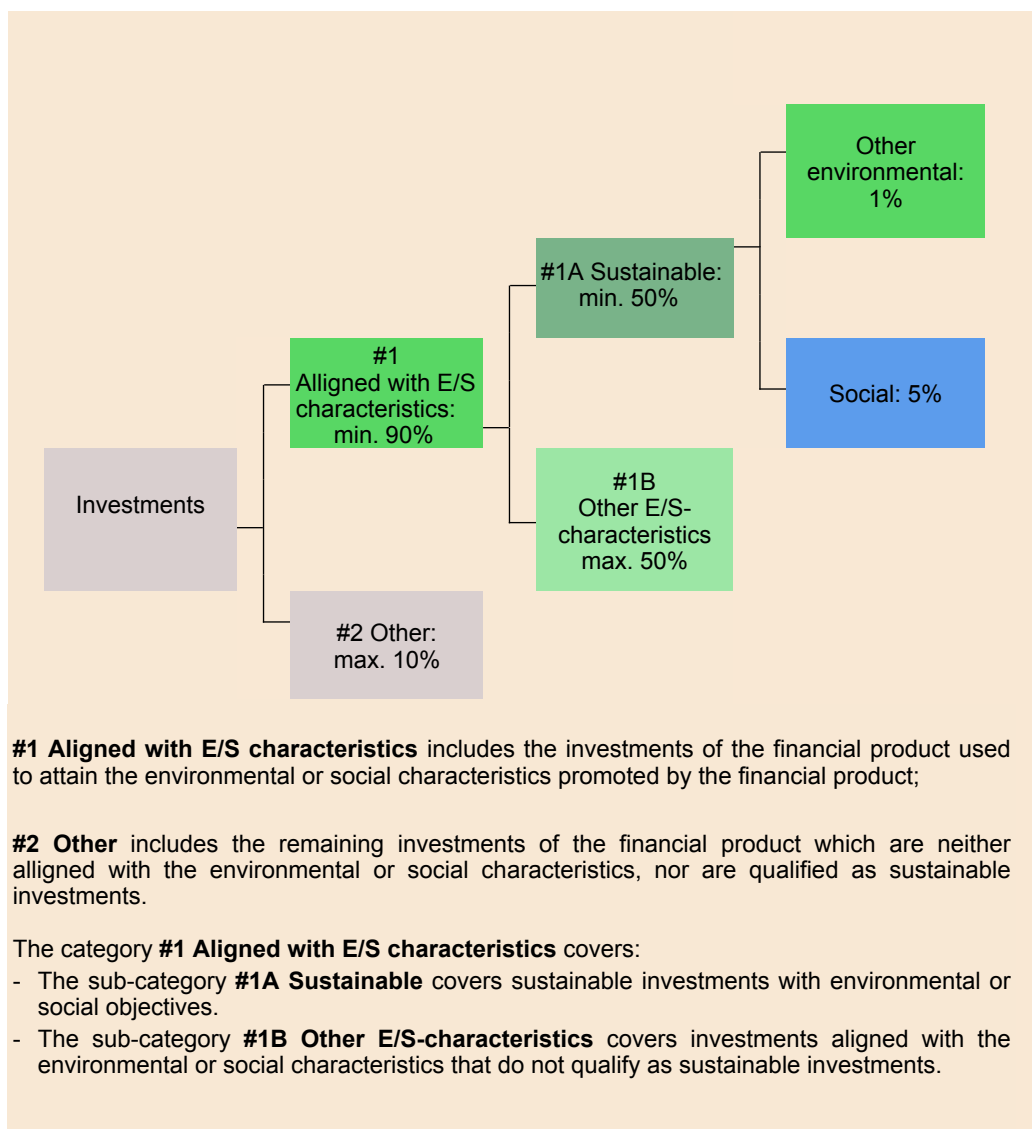 Other
environmental:
1%
#1A Sustainable:
min. 50%
#1
Alligned with E/S
characteristics:
min. 90%
Social: 5%
Investments
#1B
Other E/S-
characteristics
max. 50%
#2 Other:
max. 10%
#1 Aligned with E/S characteristics includes the investments of the financial product used
to attain the environmental or social characteristics promoted by the financial product;
#2 Other includes the remaining investments of the financial product which are neither
aligned with the environmental or social characteristics, nor are qualified as sustainable
investments.
The category #1 Aligned with E/S characteristics covers:
- The sub-category #1A Sustainable covers sustainable investments with environmental or
social objectives.
- The sub-category #1B Other E/S-characteristics covers investments aligned with the
environmental or social characteristics that do not qualify as sustainable investments.